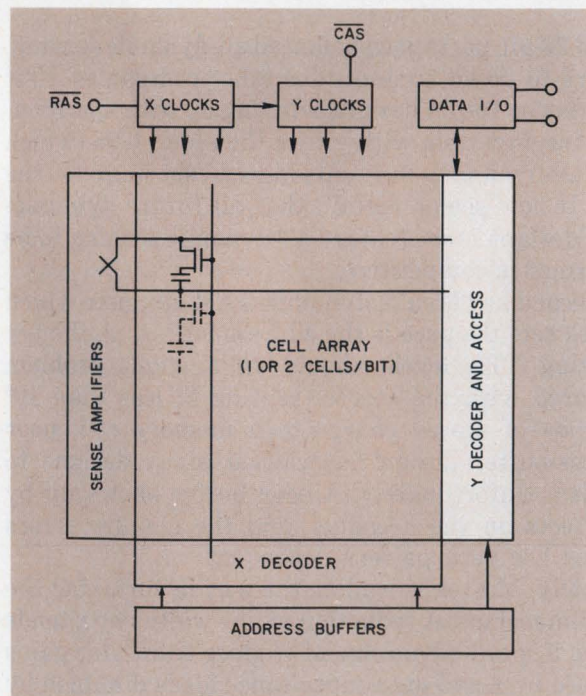 CAS
RAS
X CLOCKS
Y CLOCKS
DATA I/O
SENSE AMPLIFIERS
CELL ARRAY
(1 OR 2 CELLS/BIT)
Y DECODER AND ACCESS
X DECODER
ADDRESS BUFFERS